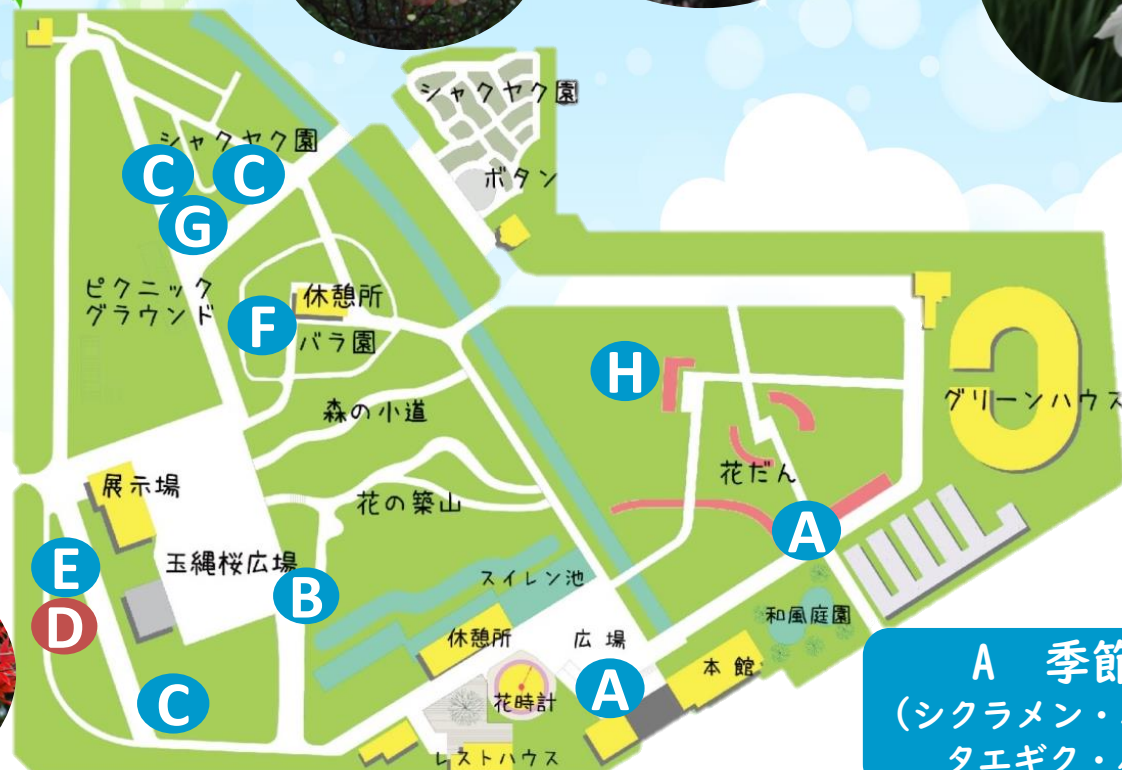 シャクヤク園
シャクヤク園
C
C
ボタン
G
ピクニック
グラウンド
休憩所
F
バラ園
H
グリーンハウス
森の小道
展示場
花の築山
花だん
A
E
玉縄桜広場
スイレン池
B
D
和風庭園
休憩所
広場
本館
A
C
花時計
レストハウス
A 季節
(シクラメン・
タエギク・